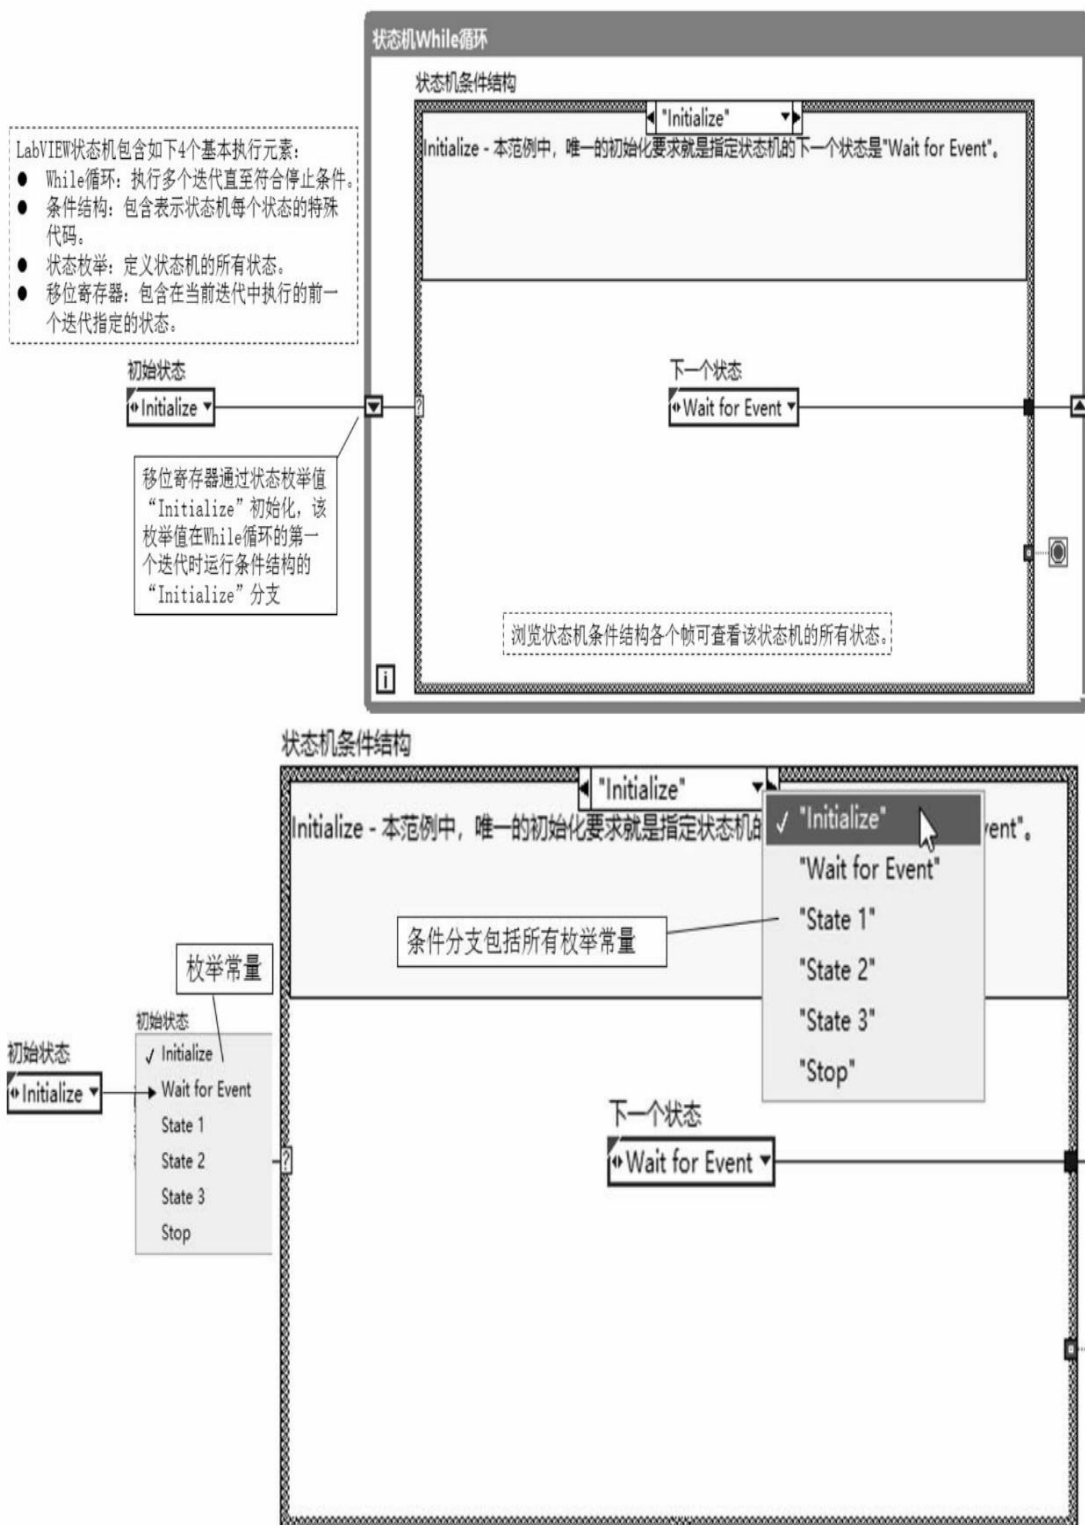 状态机While循环
状态机条件结构
"Initialize"
Initialize - 本范例中，唯一的初始化要求就是指定状态机的下一个状态是"Wait for Event"。
LabVIEW状态机包含如下4个基本执行元素：
● While循环：执行多个迭代直至符合停止条件。
● 条件结构：包含表示状态机每个状态的特殊
代码。
● 状态枚举：定义状态机的所有状态。
● 移位寄存器：包含在当前迭代中执行的前一
个迭代指定的状态。
初始状态
Initialize
下一个状态
Wait for Event
?
移位寄存器通过状态枚举值
“Initialize”初始化，该
枚举值在While循环的第一
个迭代时运行条件结构的
“Initialize”分支
浏览状态机条件结构各个帧可查看该状态机的所有状态。
i
状态机条件结构
"Initialize"
Initialize - 本范例中，唯一的初始化要求就是指定状态机的
vent"。
✓ "Initialize"
"Wait for Event"
"State 1"
"State 2"
"State 3"
"Stop"
条件分支包括所有枚举常量
枚举常量
初始状态
Initialize
初始状态
✓ Initialize
Wait for Event
State 1
State 2
State 3
Stop
?
下一个状态
Wait for Event